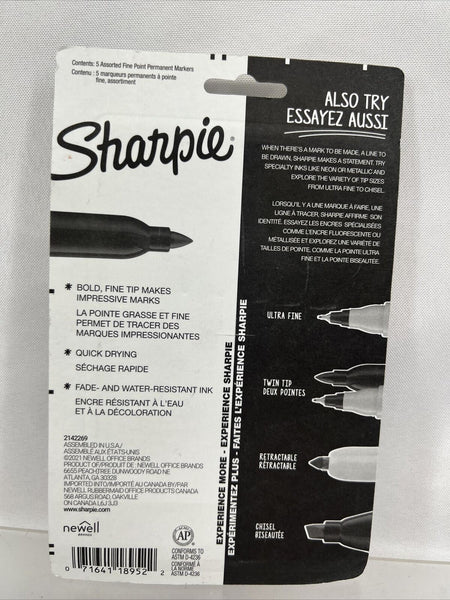 Contents: 5 Assorted Fine Point Permanent Markers
Contenu : 5 marqueurs permanents à pointe
fine, assortiment
Sharpie®
* BOLD, FINE TIP MAKES
IMPRESSIVE MARKS
LA POINTE GRASSE ET FINE
PERMET DE TRACER DES
MARQUES IMPRESSIONNANTES
* QUICK DRYING
SÉCHAGE RAPIDE
* FADE- AND WATER-RESISTANT INK
ENCRE RÉSISTANT À L'EAU
ET À LA DÉCOLORATION
2142269
ASSEMBLED IN U.S.A./
ASSEMBLÉ AUX ÉTATS-UNIS
©2021 NEWELL OFFICE BRANDS
PRODUCT OF/PRODUIT DE : NEWELL OFFICE BRANDS
6655 PEACHTREE DUNWOODY ROAD NE
ATLANTA, GA 30328
IMPORTED INTO/IMPORTÉ AU CANADA BY/PAR
NEWELL RUBBERMAID OFFICE PRODUCTS CANADA
568 ARGUS ROAD, OAKVILLE
ON CANADA L6J 3J3
www.sharpie.com
newell
BRANDS
AP
CONFORMS TO
ASTM D-4236
CONFORME À
LA NORME
ASTM D-4236
0 71641 18952 2
EXPERIENCE MORE - EXPERIENCE SHARPIE
EXPÉRIMENTEZ PLUS - FAITES L'EXPÉRIENCE SHARPIE
ALSO TRY
ESSAYEZ AUSSI
WHEN THERE'S A MARK TO BE MADE, A LINE TO
BE DRAWN, SHARPIE MAKES A STATEMENT. TRY
SPECIALTY INKS LIKE NEON OR METALLIC AND
EXPLORE THE VARIETY OF TIP SIZES
FROM ULTRA FINE TO CHISEL.
LORSQU'IL Y A UNE MARQUE À FAIRE, UNE
LIGNE À TRACER, SHARPIE AFFIRME SON
IDENTITÉ. ESSAYEZ LES ENCRES SPÉCIALISÉES
COMME L'ENCRE FLUORESCENTE OU
MÉTALLISÉE ET EXPLOREZ UNE VARIÉTÉ DE
TAILLES DE POINTE, COMME LA POINTE ULTRA
FINE ET LA POINTE BISEAUTÉE.
ULTRA FINE
TWIN TIP
DEUX POINTES
RETRACTABLE
RÉTRACTABLE
CHISEL
BISEAUTÉE